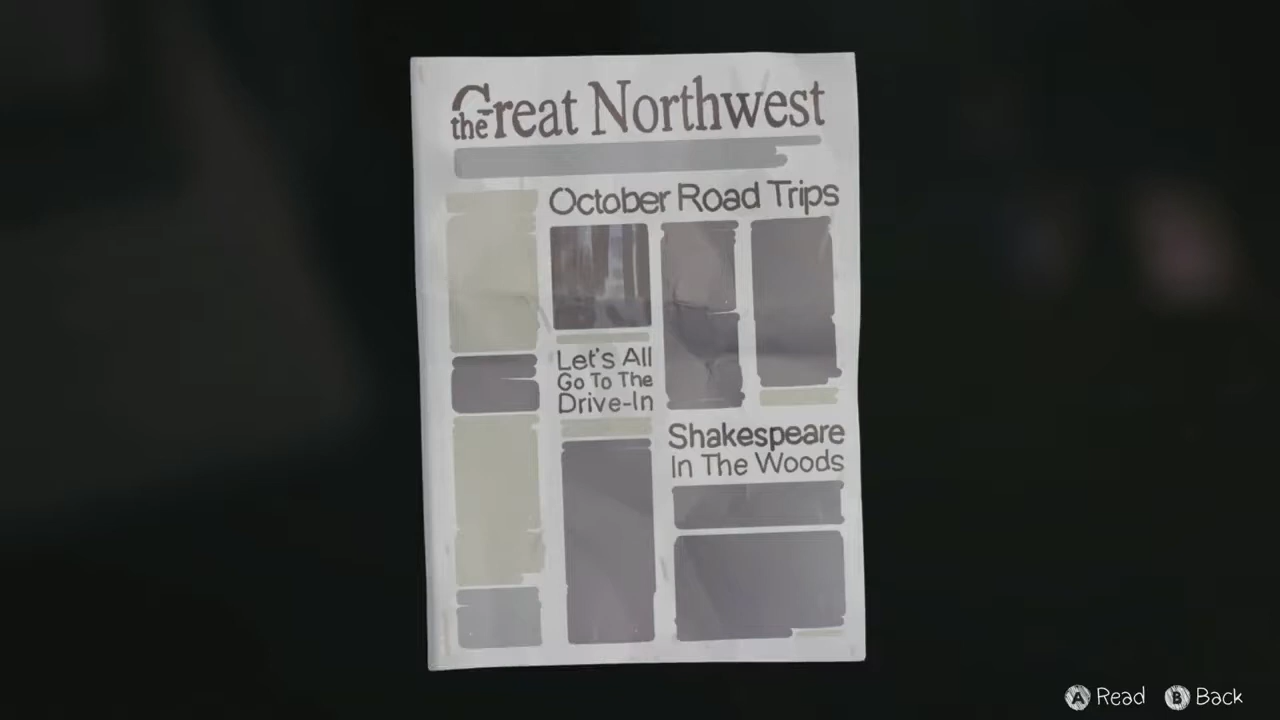 the Great Northwest
October Road Trips
Let's All
Go To The
Drive-In
Shakespeare
In The Woods
A Read B Back